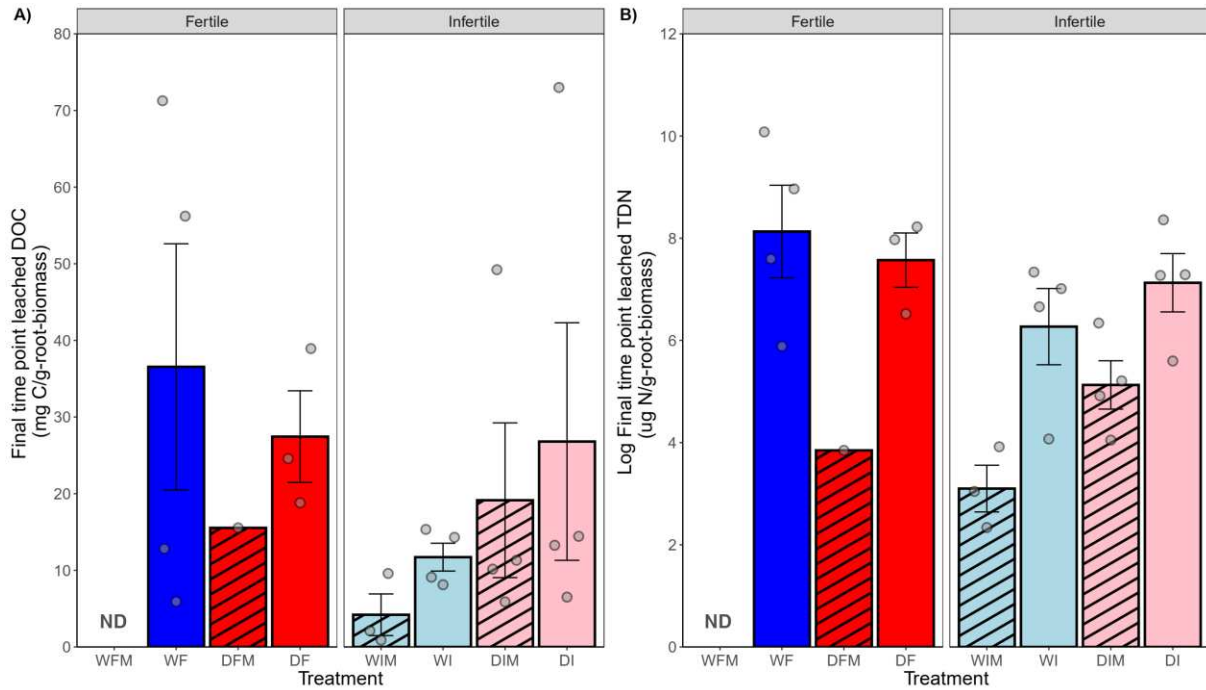 A)
Fertile
Infertile
Final time point leached DOC
(mg C/g-root-biomass)
80
70
60
50
40
30
20
10
0
ND
WFM WF DFM DF WIM WI DIM DI
Treatment
B)
Fertile
Infertile
Log Final time point leached TDN
(ug N/g-root-biomass)
12
10
8
6
4
2
0
ND
WFM WF DFM DF WIM WI DIM DI
Treatment